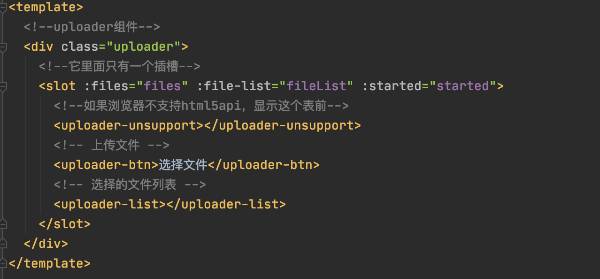 <template>
<!--uploader组件-->
<div class="uploader">
<!--它里面只有一个插槽-->
<slot :files="files" :file-list="fileList" :started="started">
<!--如果浏览器不支持html5api, 显示这个表前-->
<uploader-unsupport></uploader-unsupport>
<!-- 上传文件 -->
<uploader-btn>选择文件</uploader-btn>
<!-- 选择的文件列表 -->
<uploader-list></uploader-list>
</slot>
</div>
</template>